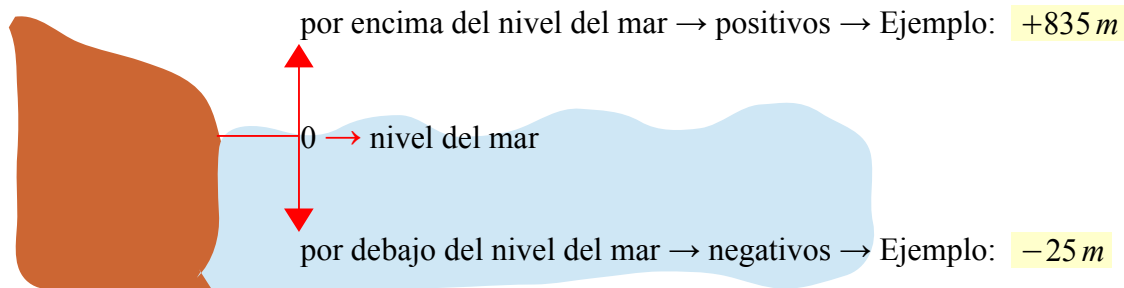 por encima del nivel del mar → positivos → Ejemplo: +835 m
0 → nivel del mar
por debajo del nivel del mar → negativos → Ejemplo: −25 m